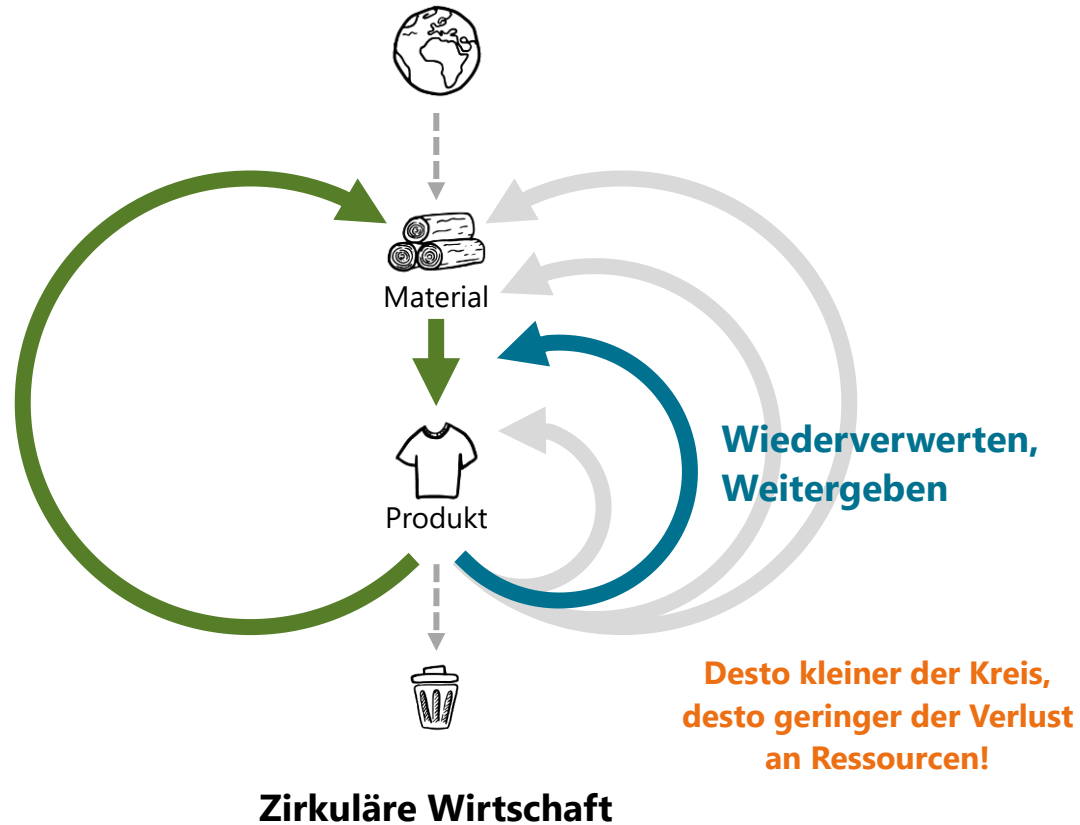 Material
Produkt
Wiederverwerten,
Weitergeben
Desto kleiner der Kreis,
desto geringer der Verlust
an Ressourcen!
Zirkuläre Wirtschaft